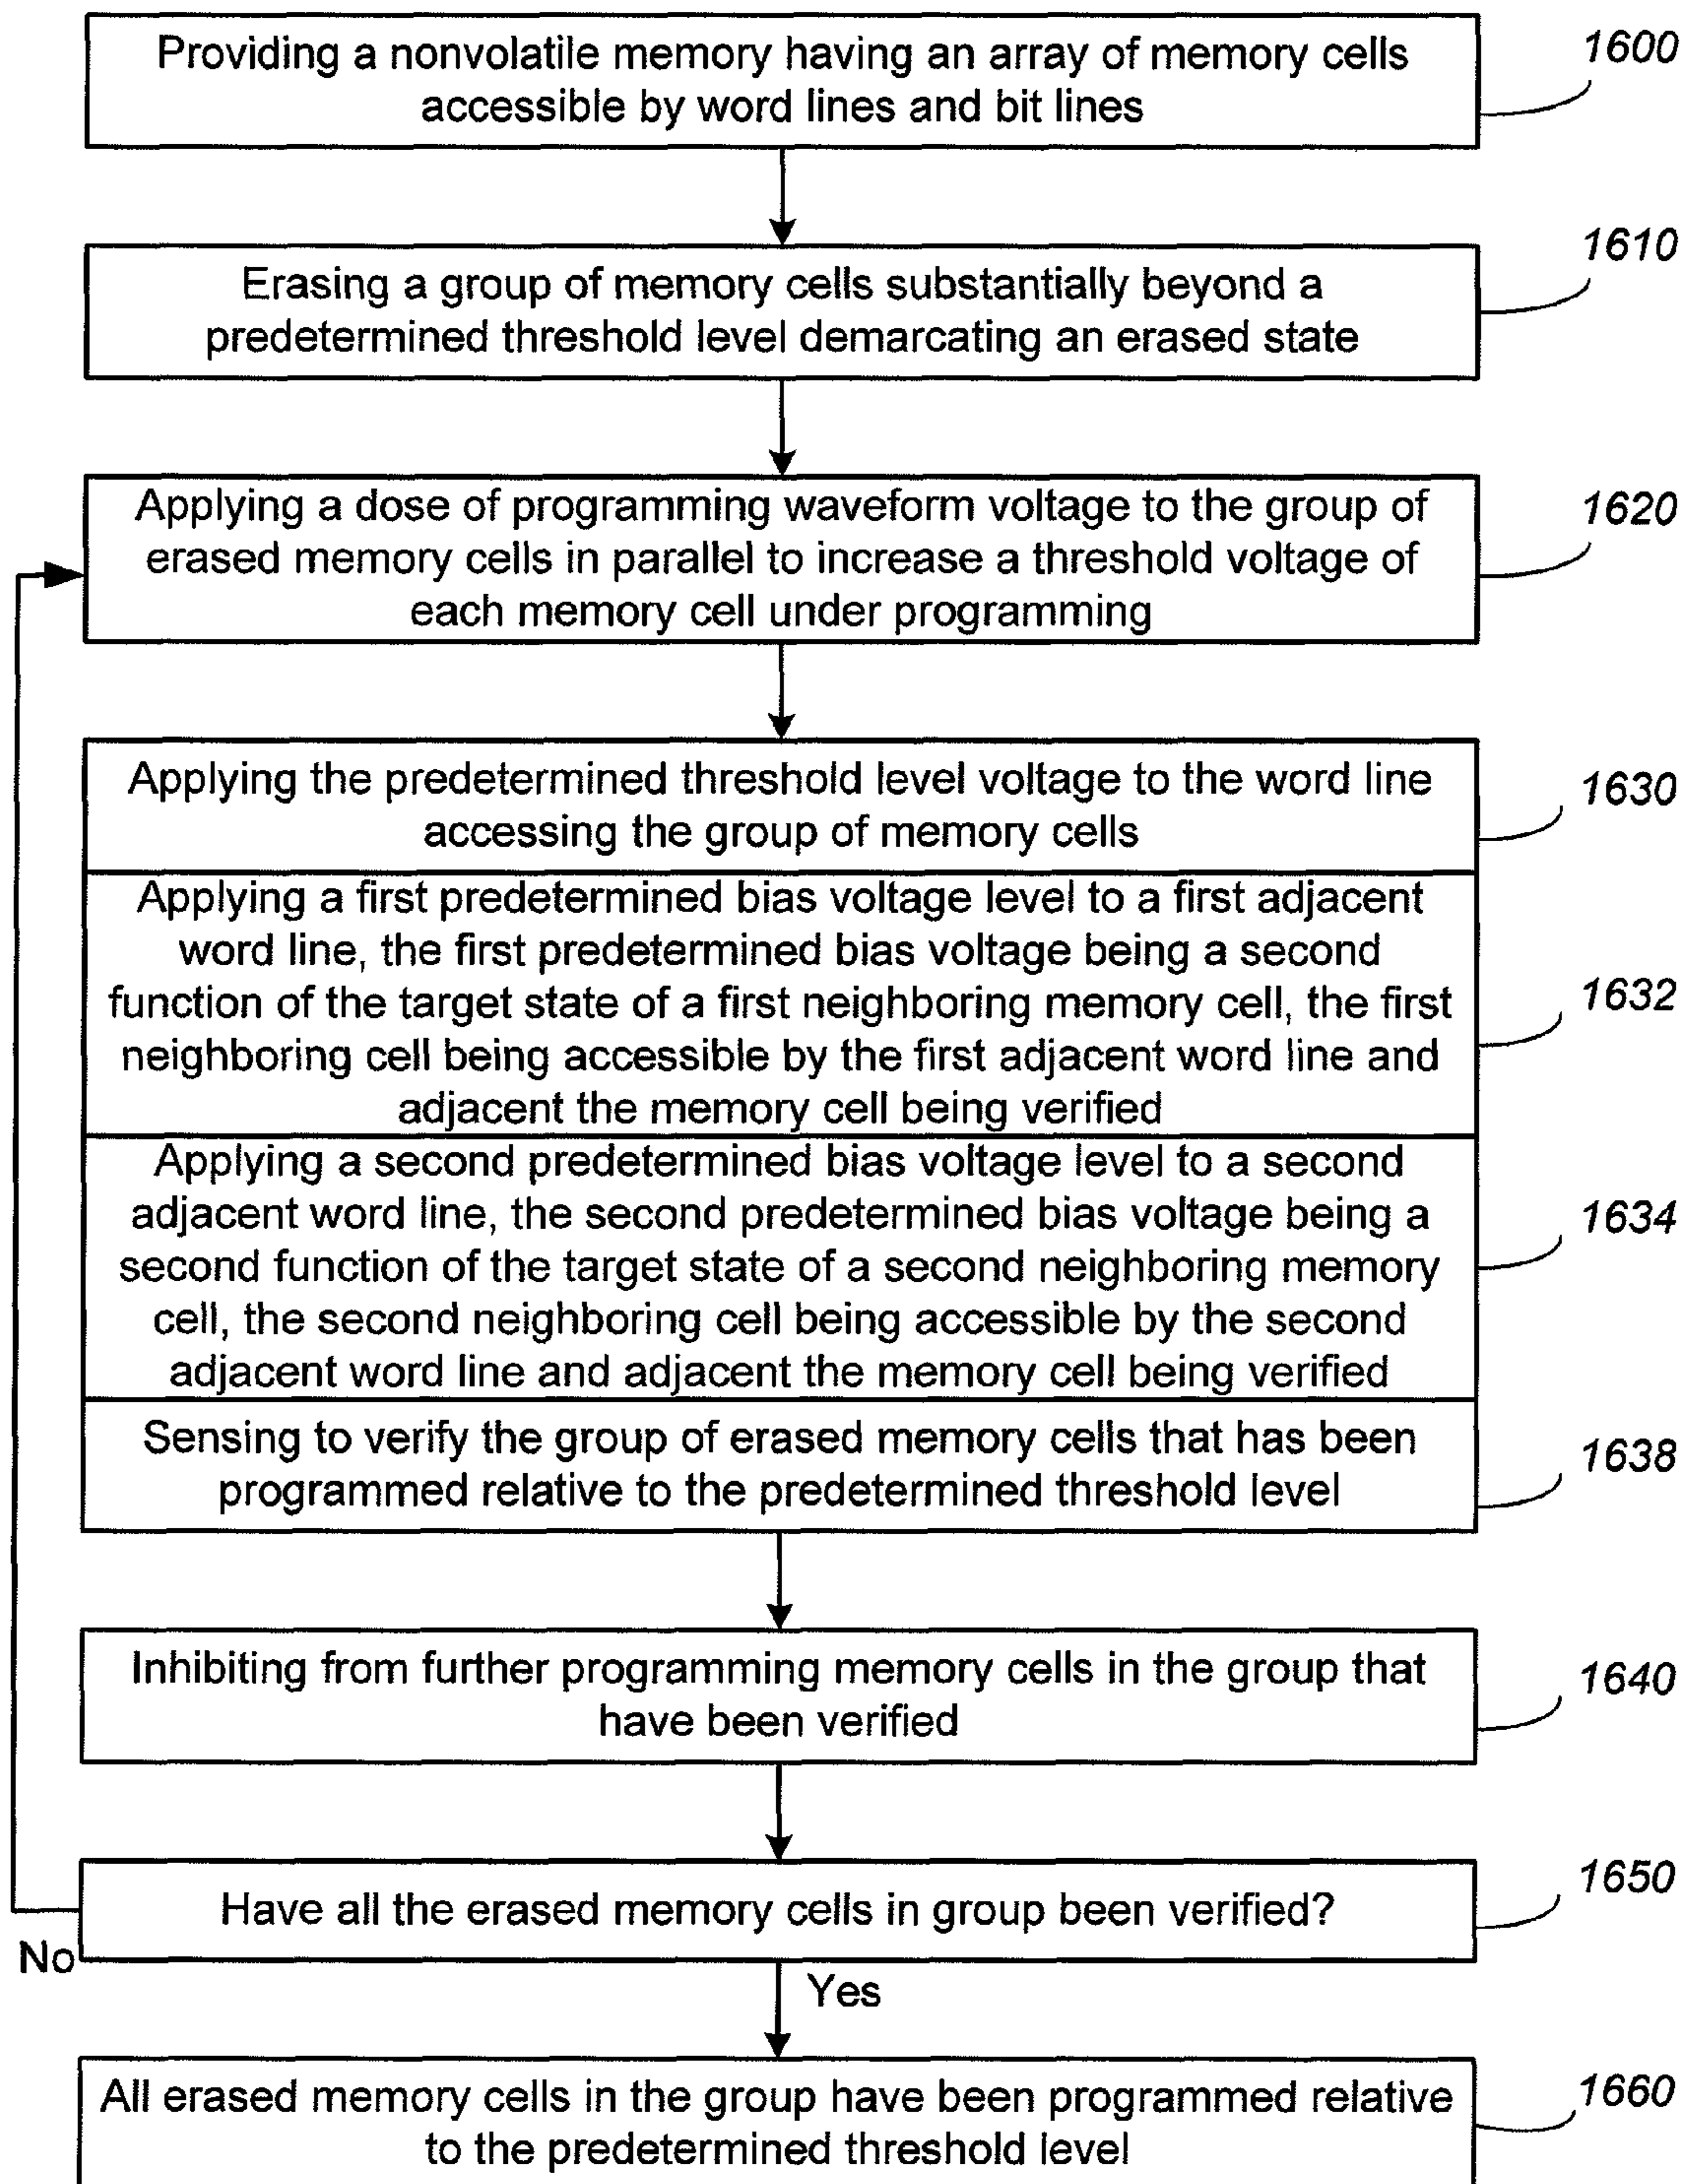 Providing a nonvolatile memory having an array of memory cells
accessible by word lines and bit lines
1600
Erasing a group of memory cells substantially beyond a
predetermined threshold level demarcating an erased state
1610
Applying a dose of programming waveform voltage to the group of
erased memory cells in parallel to increase a threshold voltage of
each memory cell under programming
1620
Applying the predetermined threshold level voltage to the word line
accessing the group of memory cells
1630
Applying a first predetermined bias voltage level to a first adjacent
word line, the first predetermined bias voltage being a second
function of the target state of a first neighboring memory cell, the first
neighboring cell being accessible by the first adjacent word line and
adjacent the memory cell being verified
1632
Applying a second predetermined bias voltage level to a second
adjacent word line, the second predetermined bias voltage being a
second function of the target state of a second neighboring memory
cell, the second neighboring cell being accessible by the second
adjacent word line and adjacent the memory cell being verified
1634
Sensing to verify the group of erased memory cells that has been
programmed relative to the predetermined threshold level
1638
Inhibiting from further programming memory cells in the group that
have been verified
1640
Have all the erased memory cells in group been verified?
1650
No
Yes
All erased memory cells in the group have been programmed relative
to the predetermined threshold level
1660